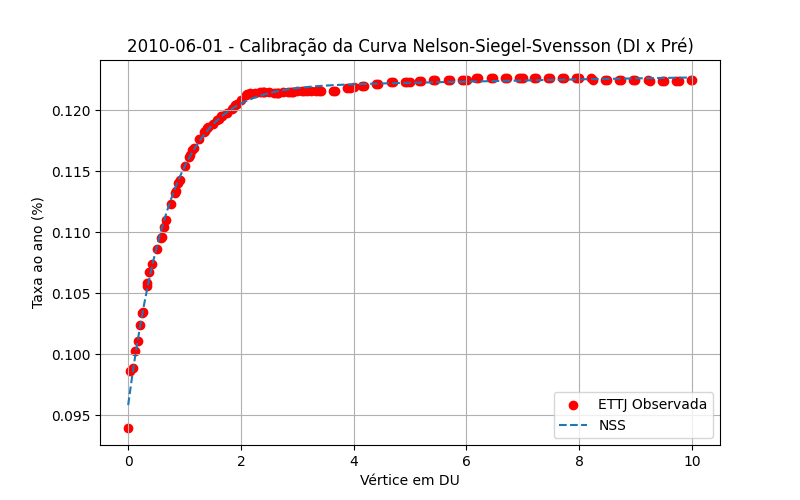 2010-06-01 - Calibração da Curva Nelson-Siegel-Svensson (DI x Pré)
Taxa ao ano (%)
0.120
0.115
0.110
0.105
0.100
0.095
ETTJ Observada
NSS
0 2 4 6 8 10
Vértice em DU